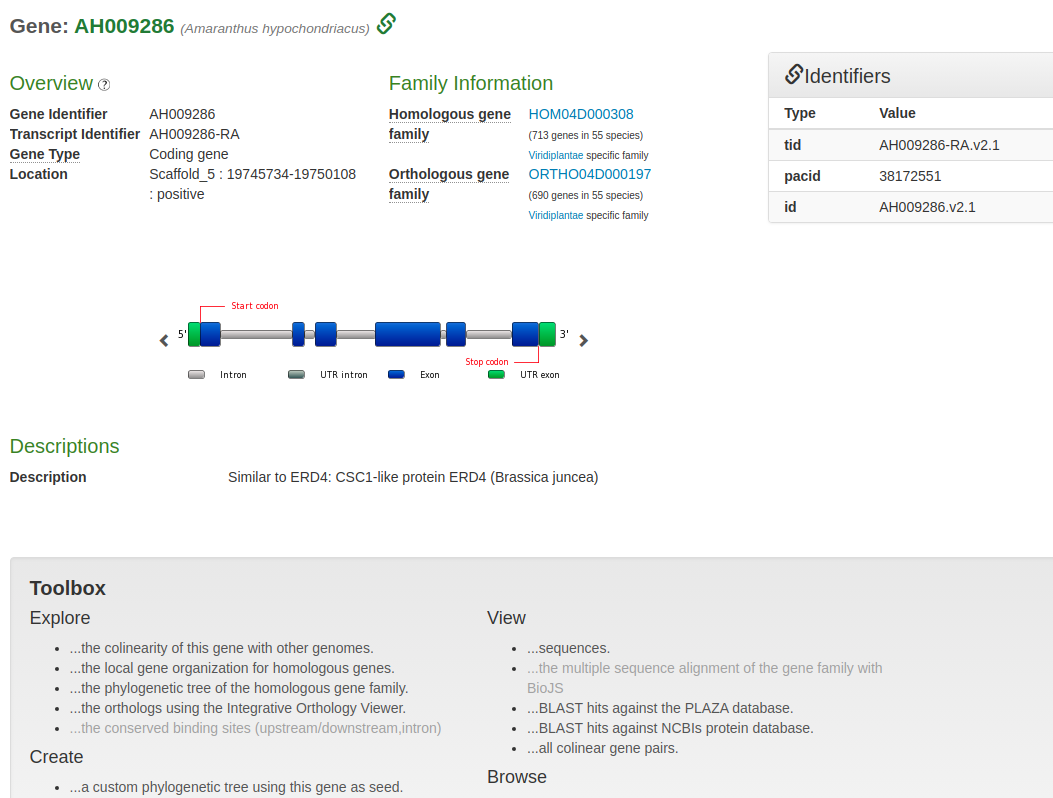 Gene: AH009286 (Amaranthus hypochondriacus)
Overview ?
Gene Identifier AH009286
Transcript Identifier AH009286-RA
Gene Type Coding gene
Location Scaffold_5 : 19745734-19750108
: positive
Family Information
Homologous gene HOM04D000308
family (713 genes in 55 species)
Viridiplantae specific family
Orthologous gene ORTHO04D000197
family (690 genes in 55 species)
Viridiplantae specific family
Identifiers
Type Value
tid AH009286-RA.v2.1
pacid 38172551
id AH009286.v2.1
Start codon
5' 3'
Stop codon
Intron UTR intron Exon UTR exon
Descriptions
Description Similar to ERD4: CSC1-like protein ERD4 (Brassica juncea)
Toolbox
Explore
...the colinearity of this gene with other genomes.
...the local gene organization for homologous genes.
...the phylogenetic tree of the homologous gene family.
...the orthologs using the Integrative Orthology Viewer.
...the conserved binding sites (upstream/downstream,intron)
Create
...a custom phylogenetic tree using this gene as seed.
View
...sequences.
...the multiple sequence alignment of the gene family with
BioJS
...BLAST hits against the PLAZA database.
...BLAST hits against NCBIs protein database.
...all colinear gene pairs.
Browse